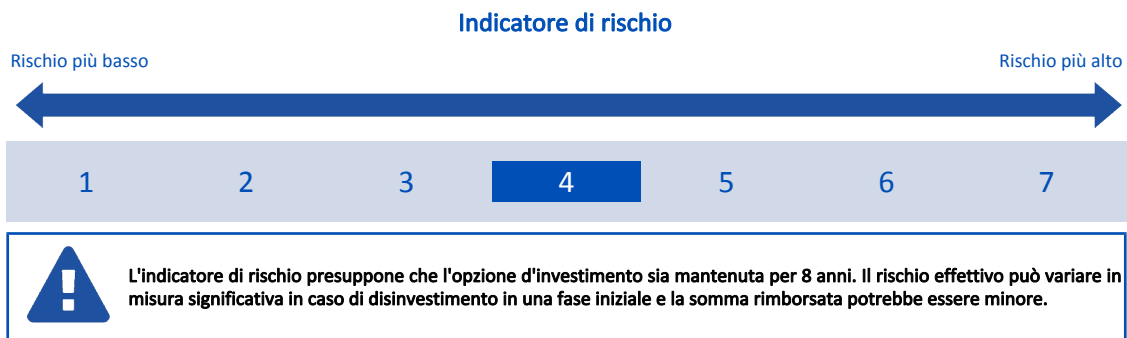 Indicatore di rischio
Rischio più basso
Rischio più alto
1 2 3 4 5 6 7
L'indicatore di rischio presuppone che l'opzione d'investimento sia mantenuta per 8 anni. Il rischio effettivo può variare in
misura significativa in caso di disinvestimento in una fase iniziale e la somma rimborsata potrebbe essere minore.